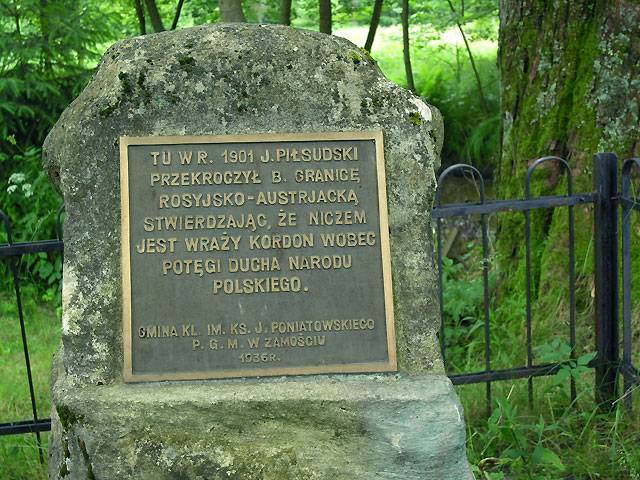 TU W R. 1901 J. PIŁSUDSKI
PRZEKROCZYŁ B. GRANICĘ
ROSYJSKO-AUSTRJACKĄ
STWIERDZAJĄC, ŻE NICZEM
JEST WRAŻY KORDON WOBEC
POTĘGI DUCHA NARODU
POLSKIEGO.
GMINA KL. IM. KS. J. PONIATOWSKIEGO
P. G. M. W ZAMOŚCIU
1936R.